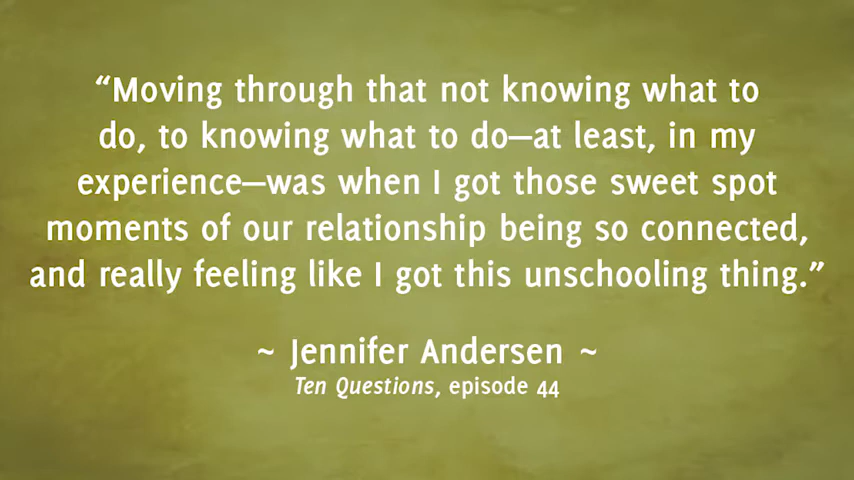 “Moving through that not knowing what to
do, to knowing what to do—at least, in my
experience—was when I got those sweet spot
moments of our relationship being so connected,
and really feeling like I got this unschooling thing.”
~ Jennifer Andersen ~
Ten Questions, episode 44